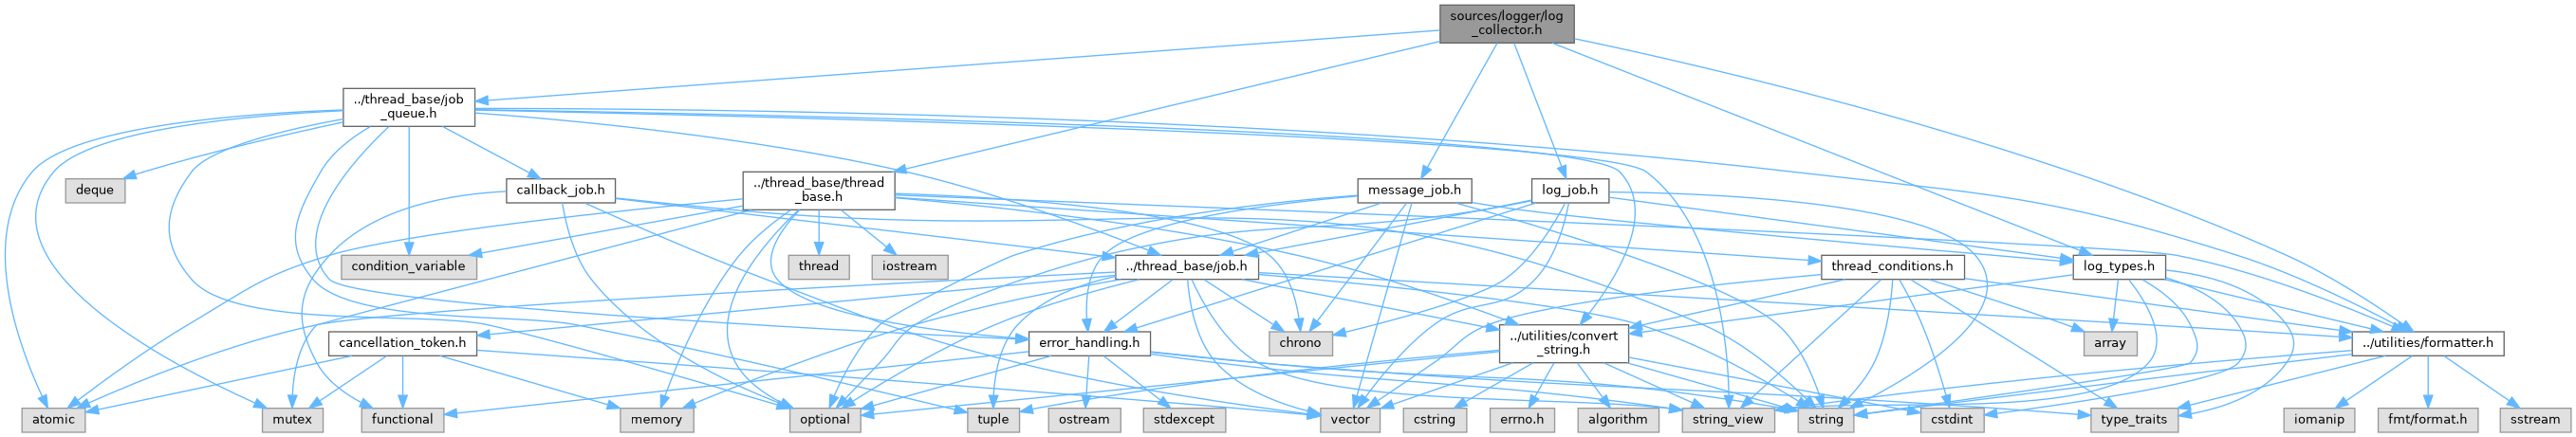 sources/logger/log
_collector.h
../thread_base/job
_queue.h
deque
callback_job.h
../thread_base/thread
_base.h
message_job.h
log_job.h
condition_variable
thread
iostream
../thread_base/job.h
thread_conditions.h
log_types.h
cancellation_token.h
error_handling.h
chrono
../utilities/convert
_string.h
array
../utilities/formatter.h
atomic
mutex
functional
memory
optional
tuple
ostream
stdexcept
vector
cstring
errno.h
algorithm
string_view
string
cstdint
type_traits
iomanip
fmt/format.h
sstream